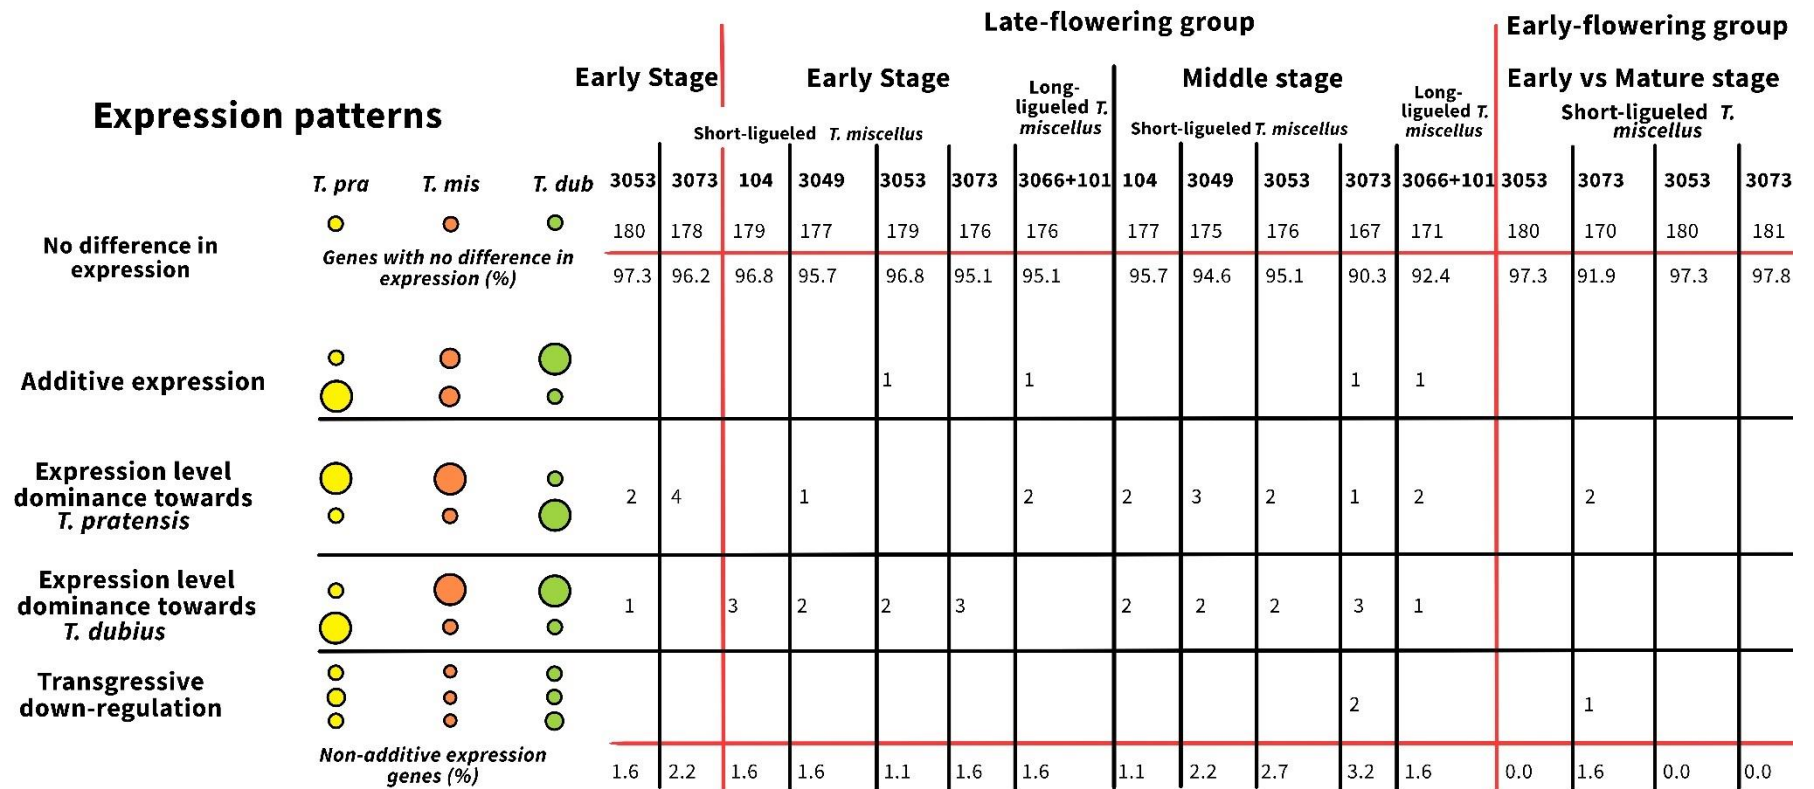 Late-flowering group
Early-flowering group
Early Stage
Early Stage
Middle stage
Early vs Mature stage
Expression patterns
Short-ligueled T. miscellus
Long-
ligueled T.
miscellus
Short-ligueled T. miscellus
Long-
ligueled T.
miscellus
Short-ligueled T.
miscellus
T. pra T. mis T. dub 3053 3073 104 3049 3053 3073 3066+101 104 3049 3053 3073 3066+101 3053 3073 3053 3073
No difference in
expression
180 178 179 177 179 176 176 177 175 176 167 171 180 170 180 181
Genes with no difference in
expression (%)
97.3 96.2 96.8 95.7 96.8 95.1 95.1 95.7 94.6 95.1 90.3 92.4 97.3 91.9 97.3 97.8
Additive expression
1 1 1 1
Expression level
dominance towards
T. pratensis
2 4 1 2 2 3 2 1 2 2
Expression level
dominance towards
T. dubius
1 3 2 2 3 2 2 2 3 1
Transgressive
down-regulation
2 1
Non-additive expression
genes (%)
1.6 2.2 1.6 1.6 1.1 1.6 1.6 1.1 2.2 2.7 3.2 1.6 0.0 1.6 0.0 0.0